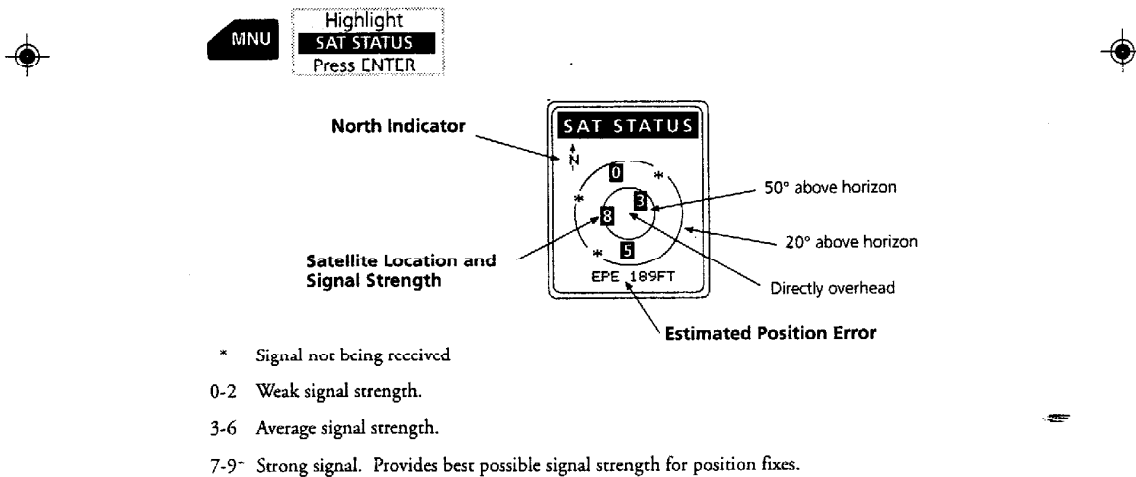 MNU
Highlight
SAT STATUS
Press ENTER
North Indicator
SAT STATUS
N
0
*
50° above horizon
*
3
8
20° above horizon
Satellite Location and
Signal Strength
*
5
EPE 189FT
Directly overhead
Estimated Position Error
* Signal not being received
0-2 Weak signal strength.
3-6 Average signal strength.
7-9 Strong signal. Provides best possible signal strength for position fixes.